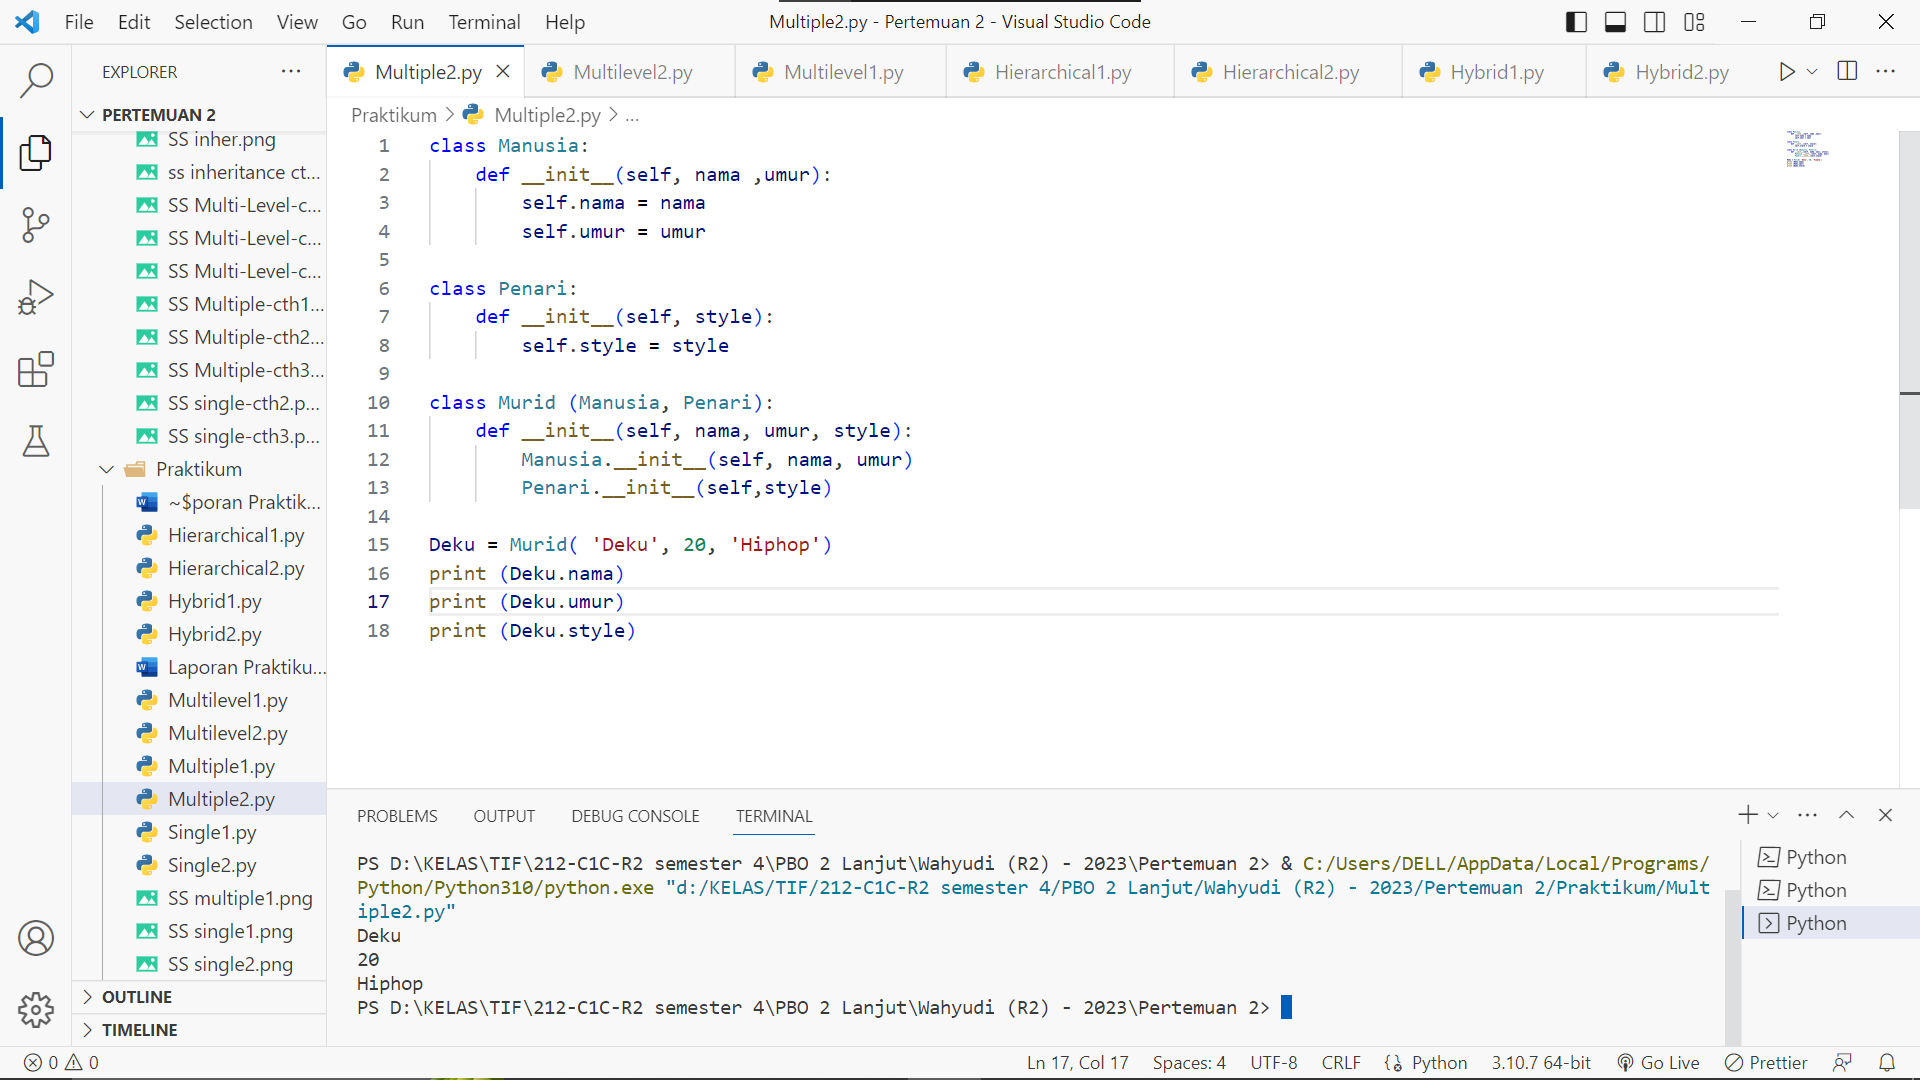 File Edit Selection View Go Run Terminal Help
Multiple2.py - Pertemuan 2 - Visual Studio Code
EXPLORER
PERTEMUAN 2
SS inher.png
ss inheritance ct...
SS Multi-Level-c...
SS Multi-Level-c...
SS Multi-Level-c...
SS Multiple-cth1...
SS Multiple-cth2...
SS Multiple-cth3...
SS single-cth2.p...
SS single-cth3.p...
Praktikum
~$poran Praktik...
Hierarchical1.py
Hierarchical2.py
Hybrid1.py
Hybrid2.py
Laporan Praktiku...
Multilevel1.py
Multilevel2.py
Multiple1.py
Multiple2.py
Single1.py
Single2.py
SS multiple1.png
SS single1.png
SS single2.png
OUTLINE
TIMELINE
Multiple2.py Multilevel2.py Multilevel1.py Hierarchical1.py Hierarchical2.py Hybrid1.py Hybrid2.py
Praktikum > Multiple2.py > ...
1 class Manusia:
2     def __init__(self, nama ,umur):
3         self.nama = nama
4         self.umur = umur
5
6 class Penari:
7     def __init__(self, style):
8         self.style = style
9
10 class Murid (Manusia, Penari):
11     def __init__(self, nama, umur, style):
12         Manusia.__init__(self, nama, umur)
13         Penari.__init__(self,style)
14
15 Deku = Murid( 'Deku', 20, 'Hiphop')
16 print (Deku.nama)
17 print (Deku.umur)
18 print (Deku.style)
PROBLEMS OUTPUT DEBUG CONSOLE TERMINAL
PS D:\KELAS\TIF\212-C1C-R2 semester 4\PBO 2 Lanjut\Wahyudi (R2) - 2023\Pertemuan 2> & C:/Users/DELL/AppData/Local/Programs/
Python/Python310/python.exe "d:/KELAS/TIF/212-C1C-R2 semester 4/PBO 2 Lanjut/Wahyudi (R2) - 2023/Pertemuan 2/Praktikum/Mult
iple2.py"
Deku
20
Hiphop
PS D:\KELAS\TIF\212-C1C-R2 semester 4\PBO 2 Lanjut\Wahyudi (R2) - 2023\Pertemuan 2>
Python
Python
Python
0 0 Ln 17, Col 17 Spaces: 4 UTF-8 CRLF Python 3.10.7 64-bit Go Live Prettier